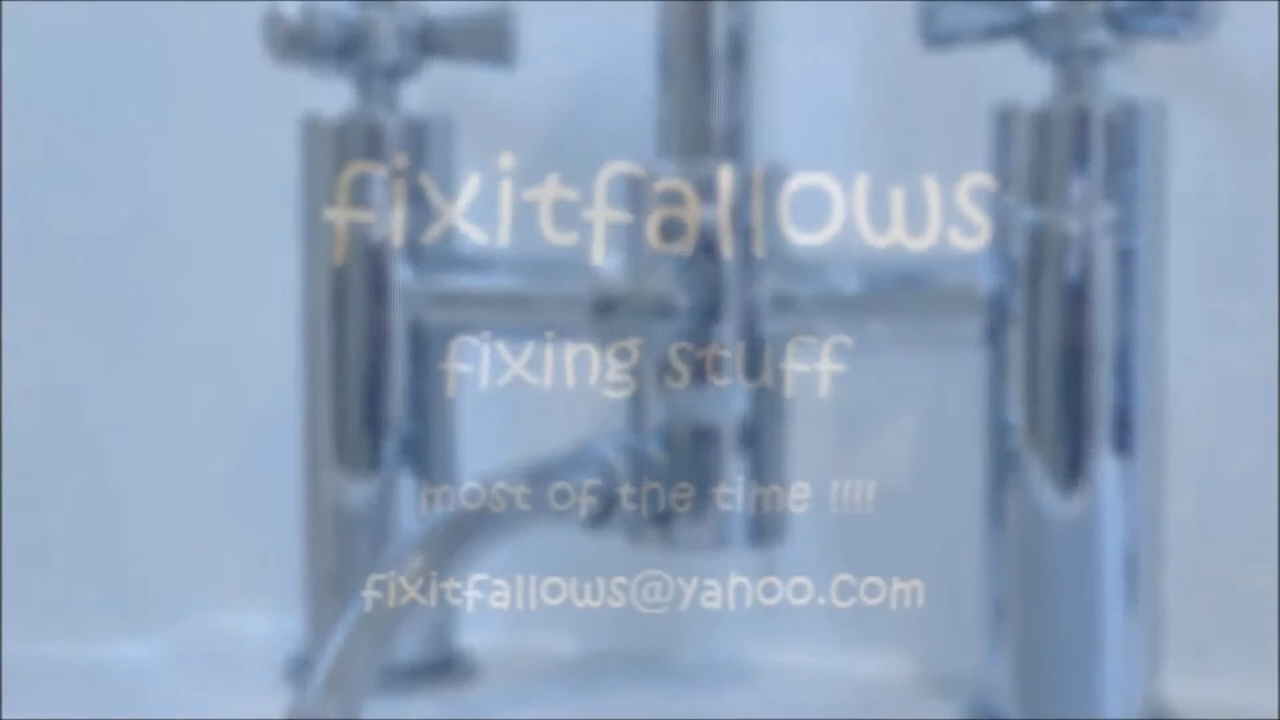 fixitfallows
fixing stuff
most of the time !!!!
fixitfallows@yahoo.com